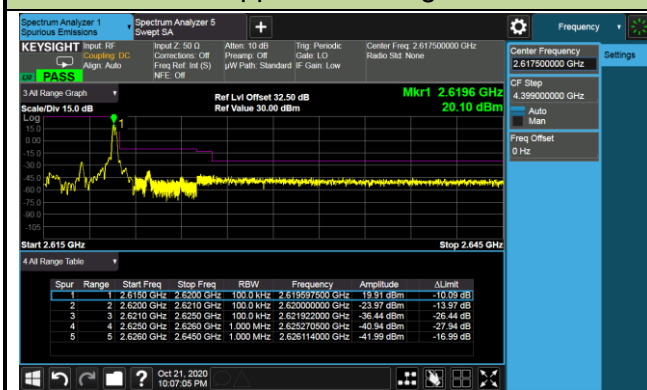 Spectrum Analyzer 1
Spurious Emissions
Spectrum Analyzer 5
Swept SA
Frequency
KEYSIGHT
Input: RF
Coupling: DC
Align: Auto
Input Z: 50 Ω
Corrections: Off
Freq Ref: Int (S)
NFE: Off
Atten: 10 dB
Preamp: Off
µW Path: Standard
Trig: Periodic
Gate: LO
IF Gain: Low
Center Freq: 2.617500000 GHz
Radio Std: None
PASS
Center Frequency
2.617500000 GHz
Settings
CF Step
4.399000000 GHz
Auto
Man
Freq Offset
0 Hz
3 All Range Graph
Scale/Div 15.0 dB
Ref Lvl Offset 32.50 dB
Ref Value 30.00 dBm
Mkr1 2.6196 GHz
20.10 dBm
Log
15.0
0.00
-15.0
-30.0
-45.0
-60.0
-75.0
-90.0
-105
1
Start 2.615 GHz
Stop 2.645 GHz
4 All Range Table
Spur Range Start Freq Stop Freq RBW Frequency Amplitude ΔLimit
1 1 2.6150 GHz 2.6200 GHz 100.0 kHz 2.619597500 GHz 19.91 dBm -10.09 dB
2 2 2.6200 GHz 2.6210 GHz 100.0 kHz 2.620000000 GHz -23.97 dBm -13.97 dB
3 3 2.6210 GHz 2.6250 GHz 100.0 kHz 2.621922000 GHz -36.44 dBm -26.44 dB
4 4 2.6250 GHz 2.6260 GHz 1.000 MHz 2.625270500 GHz -40.94 dBm -27.94 dB
5 5 2.6260 GHz 2.6450 GHz 1.000 MHz 2.626114000 GHz -41.99 dBm -16.99 dB
Oct 21, 2020
10:07:05 PM